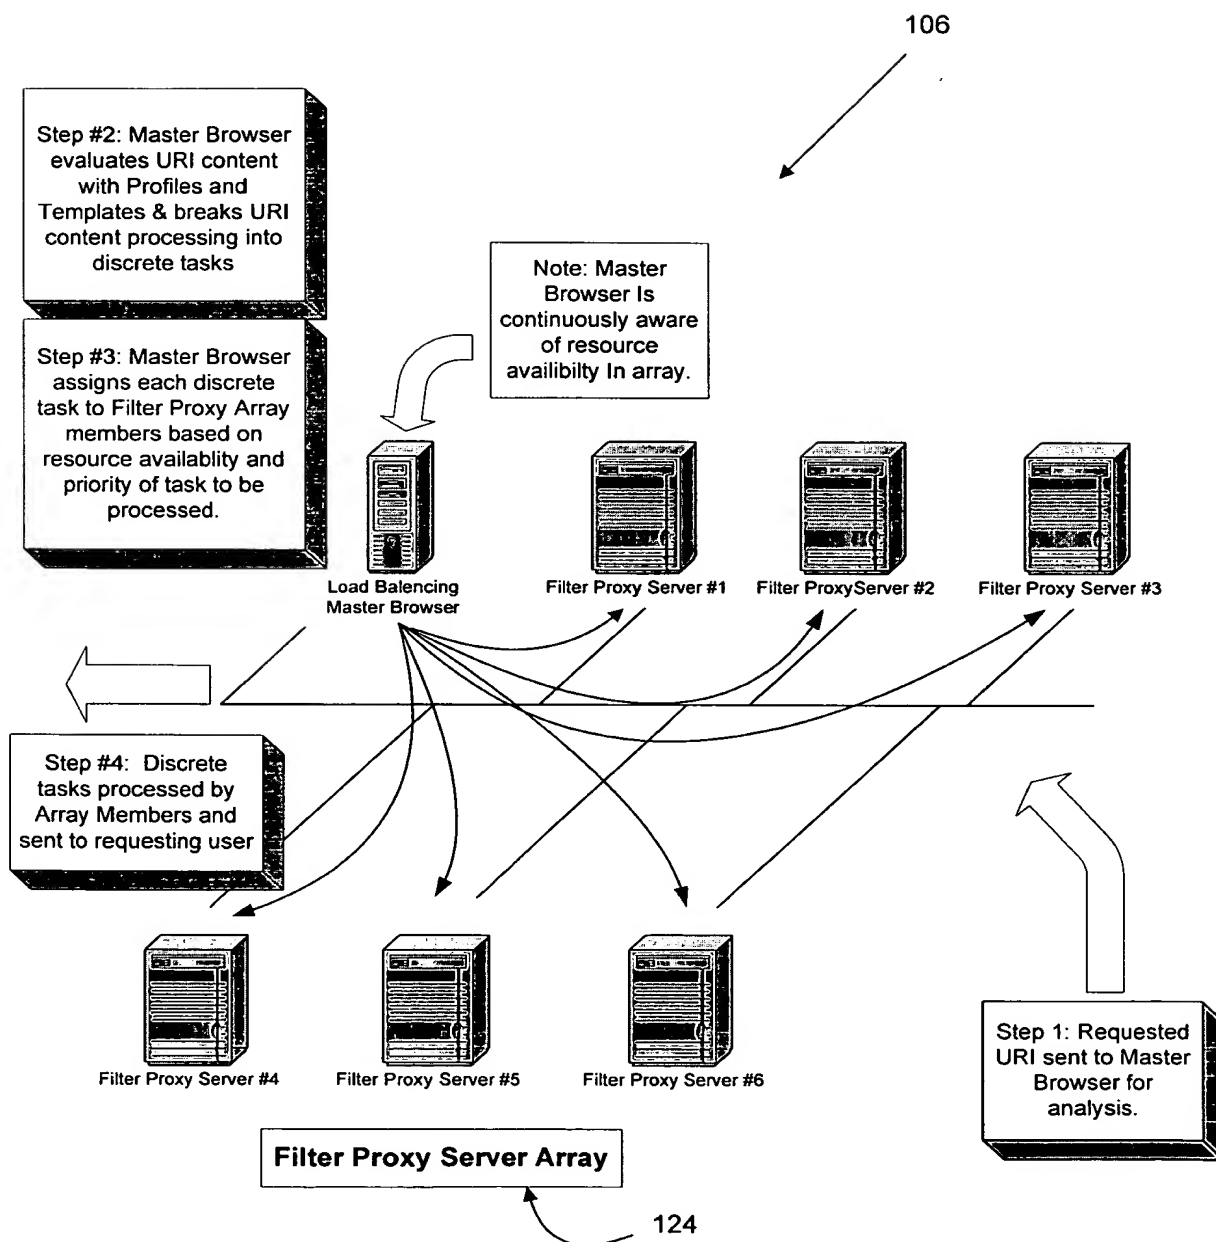 106
Step #2: Master Browser
evaluates URI content
with Profiles and
Templates & breaks URI
content processing into
discrete tasks
Note: Master
Browser Is
continuously aware
of resource
availibilty In array.
Step #3: Master Browser
assigns each discrete
task to Filter Proxy Array
members based on
resource availablity and
priority of task to be
processed.
Load Balencing
Master Browser
Filter Proxy Server #1
Filter ProxyServer #2
Filter Proxy Server #3
Step #4: Discrete
tasks processed by
Array Members and
sent to requesting user
Filter Proxy Server #4
Filter Proxy Server #5
Filter Proxy Server #6
Step 1: Requested
URI sent to Master
Browser for
analysis.
Filter Proxy Server Array
124